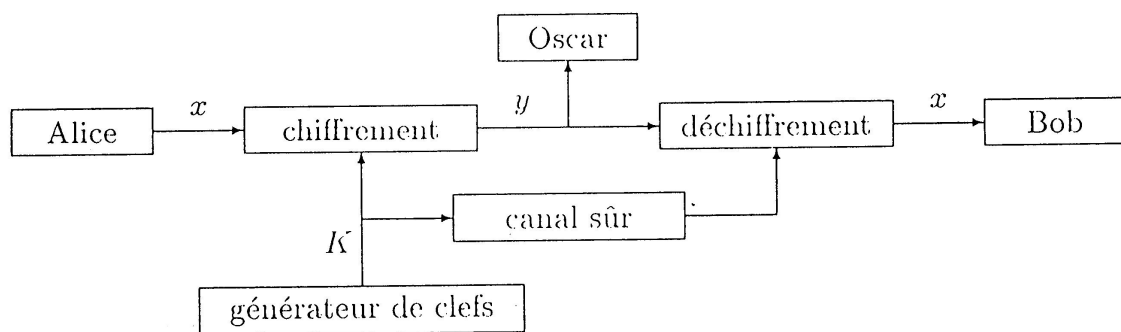 Oscar
Alice
x
chiffrement
y
déchiffrement
x
Bob
K
canal sûr
générateur de clefs